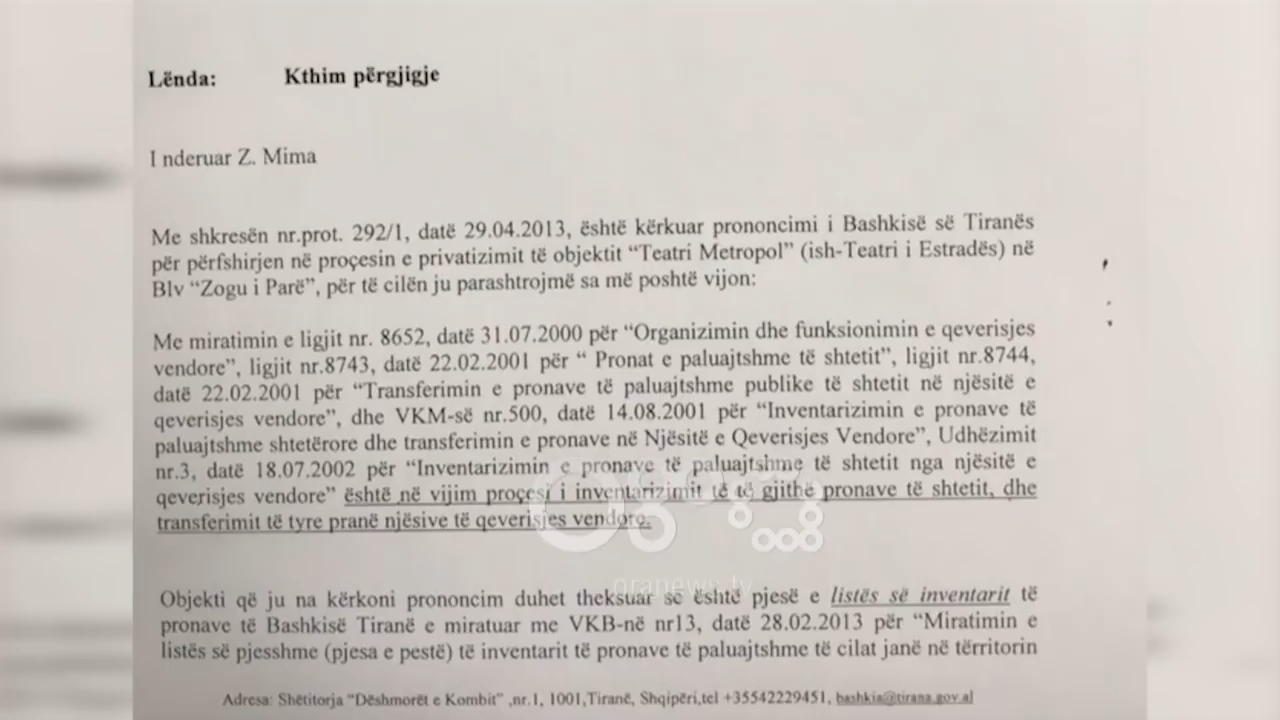 Lënda: Kthim përgjigje
I nderuar Z. Mima
Me shkresën nr.prot. 292/1, datë 29.04.2013, është kërkuar prononcimi i Bashkisë së Tiranës
për përfshirjen në proçesin e privatizimit të objektit “Teatri Metropol” (ish-Teatri i Estradës) në
Blv “Zogu i Parë”, për të cilën ju parashtrojmë sa më poshtë vijon:
Me miratimin e ligjit nr. 8652, datë 31.07.2000 për “Organizimin dhe funksionimin e qeverisjes
vendore”, ligjit nr.8743, datë 22.02.2001 për “ Pronat e paluajtshme të shtetit”, ligjit nr.8744,
datë 22.02.2001 për “Transferimin e pronave të paluajtshme publike të shtetit në njësitë e
qeverisjes vendore”, dhe VKM-së nr.500, datë 14.08.2001 për “Inventarizimin e pronave të
paluajtshme shtetërore dhe transferimin e pronave në Njësitë e Qeverisjes Vendore”, Udhëzimit
nr.3, datë 18.07.2002 për “Inventarizimin e pronave të paluajtshme të shtetit nga njësitë e
qeverisjes vendore” është në vijim proçesi i inventarizimit të të gjithë pronave të shtetit, dhe
transferimit të tyre pranë njësive të qeverisjes vendore.
oranews.tv
Objekti që ju na kërkoni prononcim duhet theksuar se është pjesë e listës së inventarit të
pronave të Bashkisë Tiranë e miratuar me VKB-në nr13, datë 28.02.2013 për “Miratimin e
listës së pjesshme (pjesa e pestë) të inventarit të pronave të paluajtshme të cilat janë në tërritorin
Adresa: Shëtitorja “Dëshmorët e Kombit” ,nr.1, 1001,Tiranë, Shqipëri,tel +35542229451, bashkia@tirana.gov.al